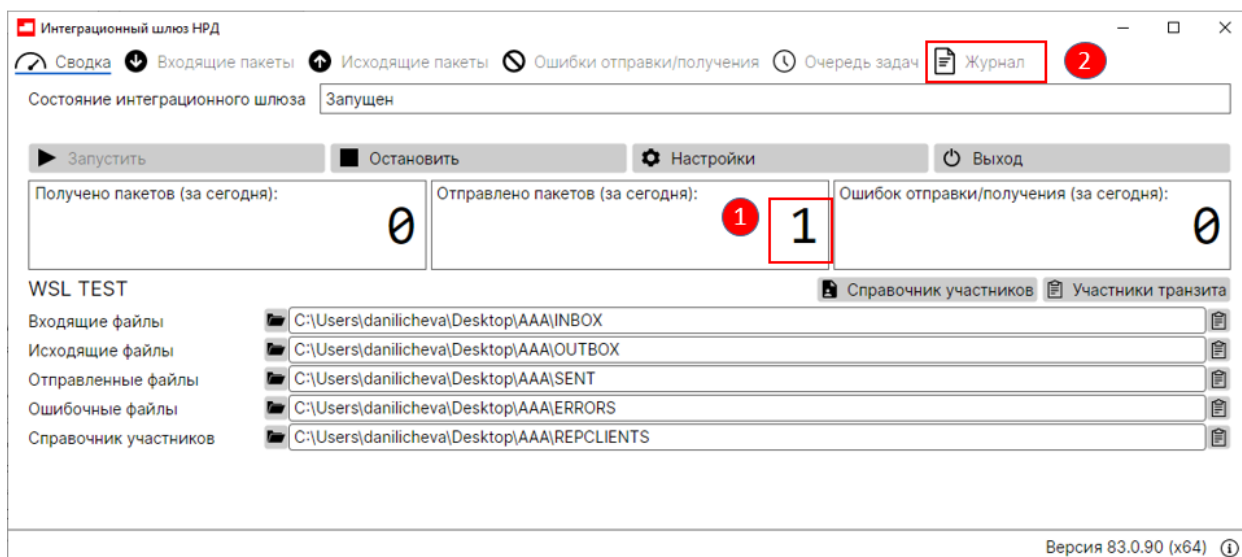 Интеграционный шлюз НРД
Сводка Входящие пакеты Исходящие пакеты Ошибки отправки/получения Очередь задач Журнал 2
Состояние интеграционного шлюза Запущен
Запустить Остановить Настройки Выход
Получено пакетов (за сегодня): Отправлено пакетов (за сегодня): Ошибок отправки/получения (за сегодня):
0 1 1 0
WSL TEST Справочник участников Участники транзита
Входящие файлы C:\Users\danilicheva\Desktop\AAA\INBOX
Исходящие файлы C:\Users\danilicheva\Desktop\AAA\OUTBOX
Отправленные файлы C:\Users\danilicheva\Desktop\AAA\SENT
Ошибочные файлы C:\Users\danilicheva\Desktop\AAA\ERRORS
Справочник участников C:\Users\danilicheva\Desktop\AAA\REPCLIENTS
Версия 83.0.90 (x64)